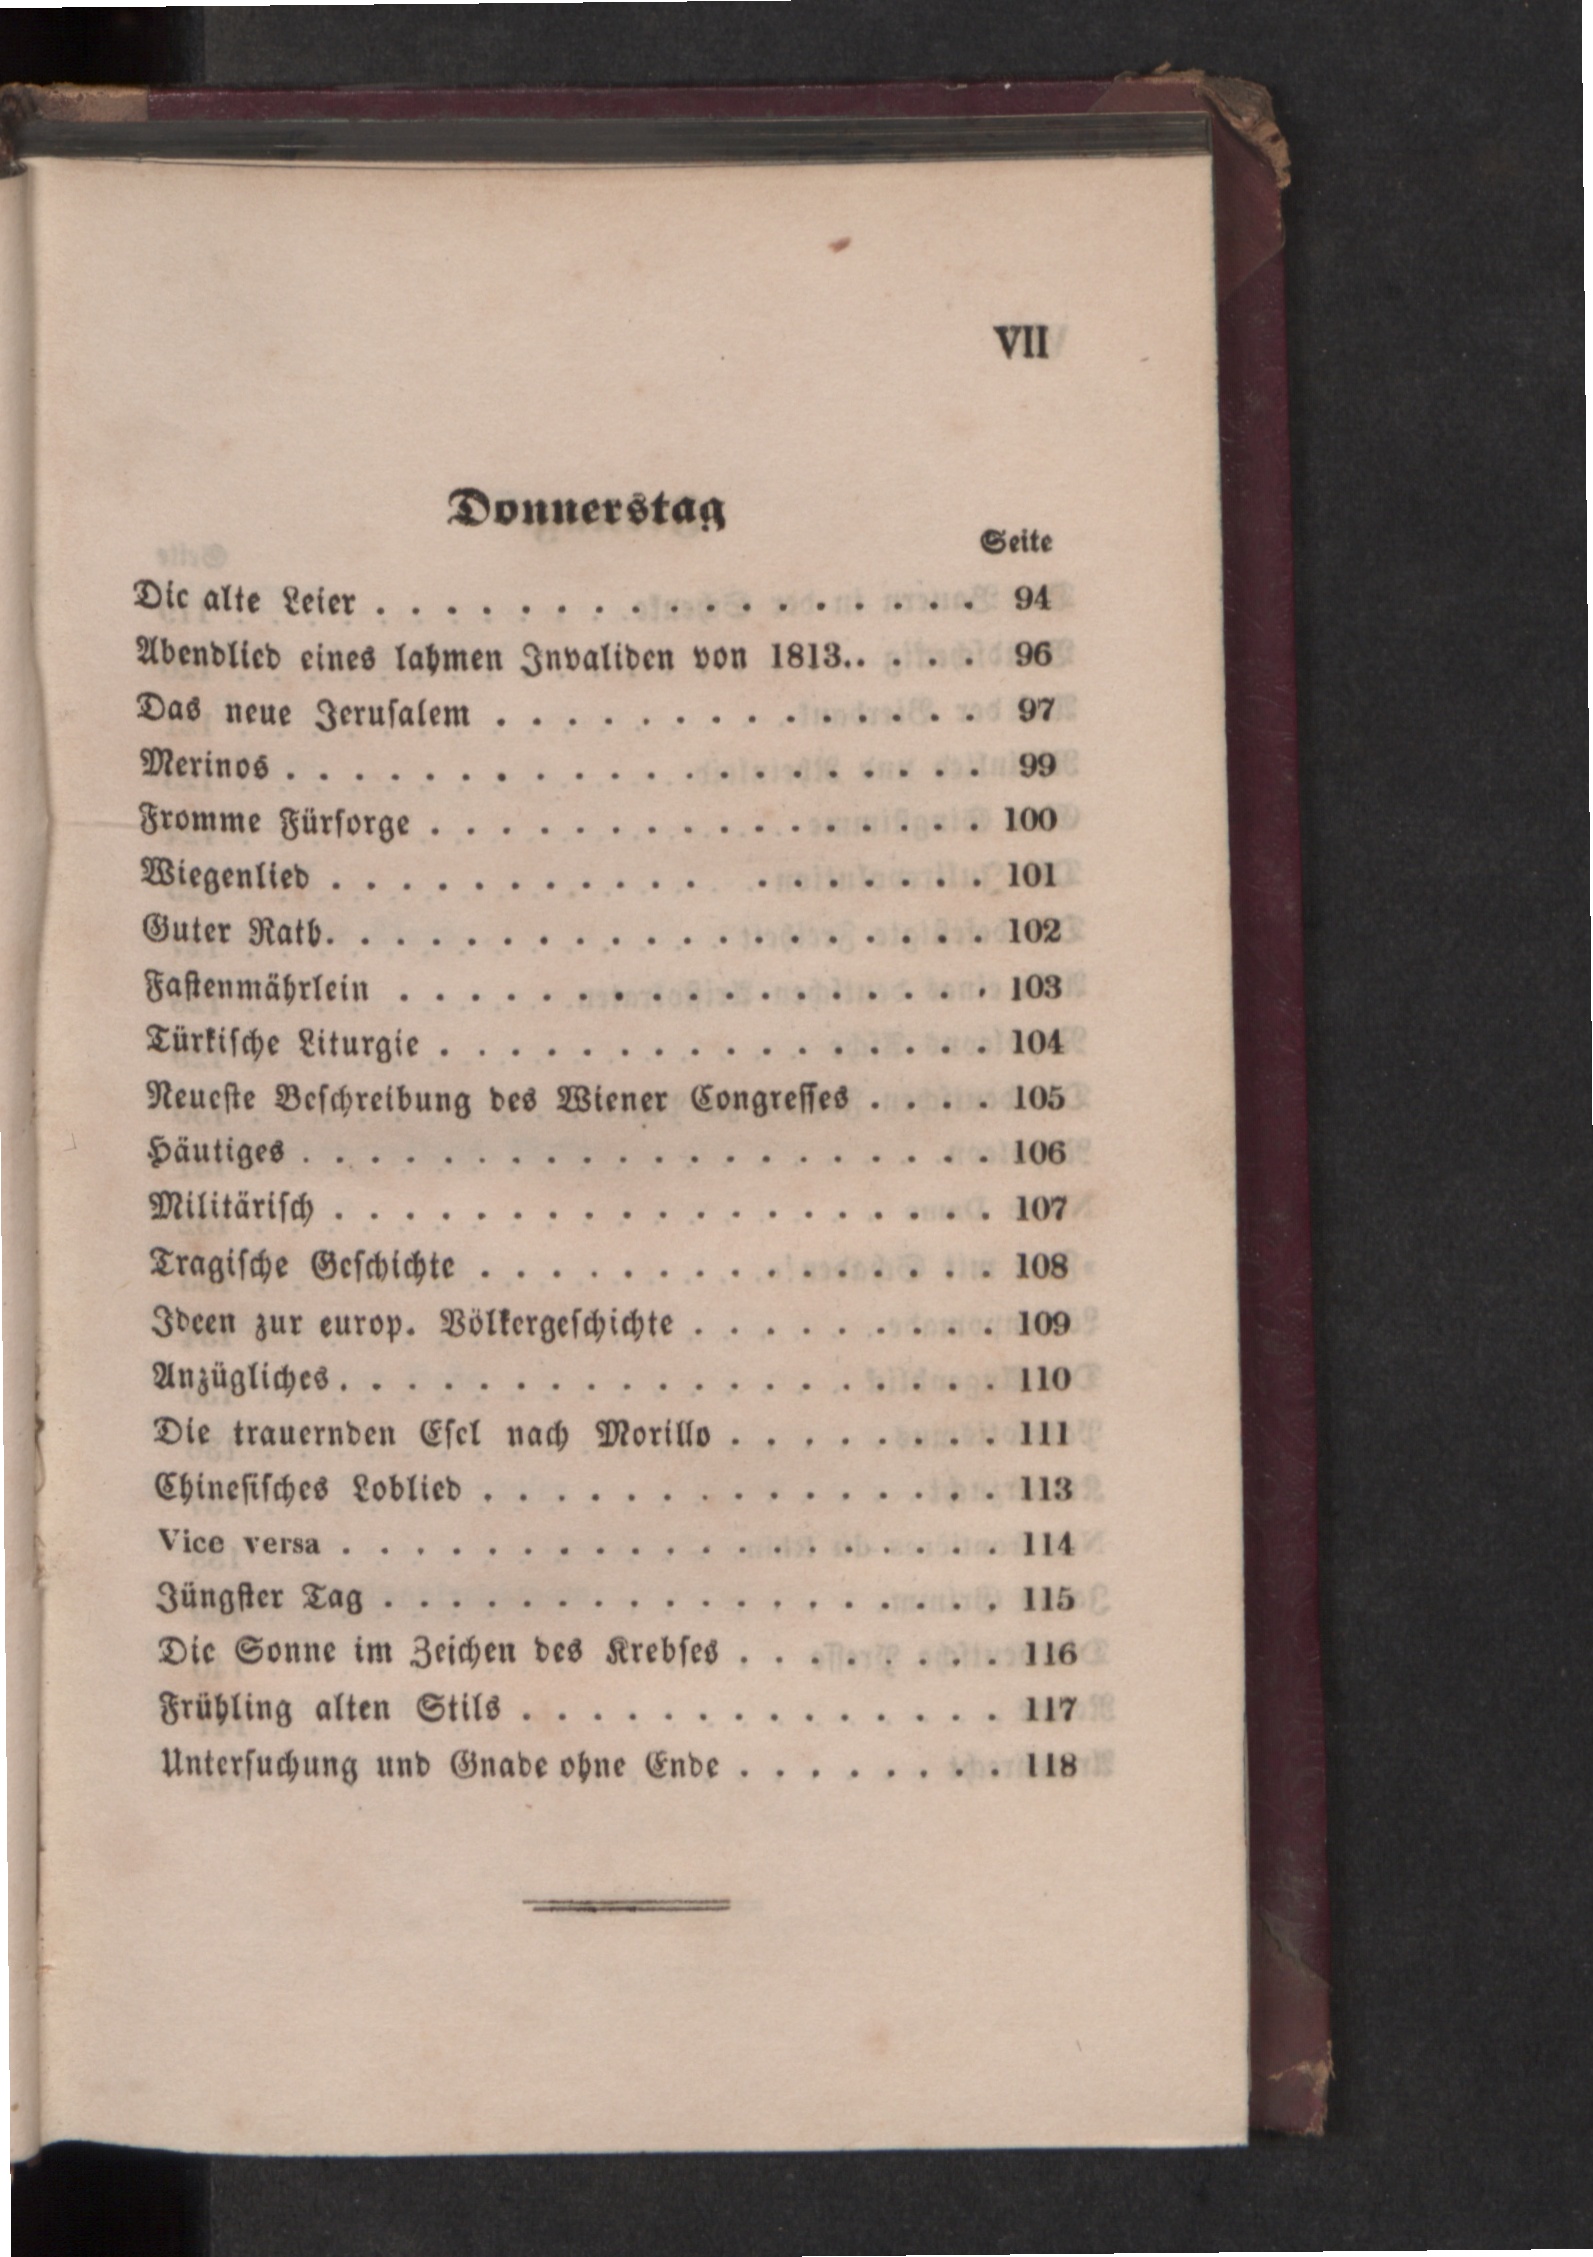 VII
Donnerstag
Seite
Die alte Leier . . . . . . . . . . . . . . . . . 94
Abendlied eines lahmen Invaliden von 1813. . . . . 96
Das neue Jerusalem . . . . . . . . . . . . . . 97
Merinos . . . . . . . . . . . . . . . . . . . . 99
Fromme Fürsorge . . . . . . . . . . . . . . . . 100
Wiegenlied . . . . . . . . . . . . . . . . . . 101
Guter Rath. . . . . . . . . . . . . . . . . . . 102
Fastenmährlein . . . . . . . . . . . . . . . . . 103
Türkische Liturgie . . . . . . . . . . . . . . . . 104
Neueste Beschreibung des Wiener Congresses . . . . 105
Häutiges . . . . . . . . . . . . . . . . . . . . 106
Militärisch . . . . . . . . . . . . . . . . . . . 107
Tragische Geschichte . . . . . . . . . . . . . . . 108
Ideen zur europ. Völkergeschichte . . . . . . . . . 109
Anzügliches. . . . . . . . . . . . . . . . . . . 110
Die trauernden Esel nach Morillo . . . . . . . . 111
Chinesisches Loblied . . . . . . . . . . . . . . . 113
Vice versa . . . . . . . . . . . . . . . . . . . 114
Jüngster Tag . . . . . . . . . . . . . . . . . . 115
Die Sonne im Zeichen des Krebses . . . . . . . . 116
Frühling alten Stils . . . . . . . . . . . . . . 117
Untersuchung und Gnade ohne Ende . . . . . . . . 118